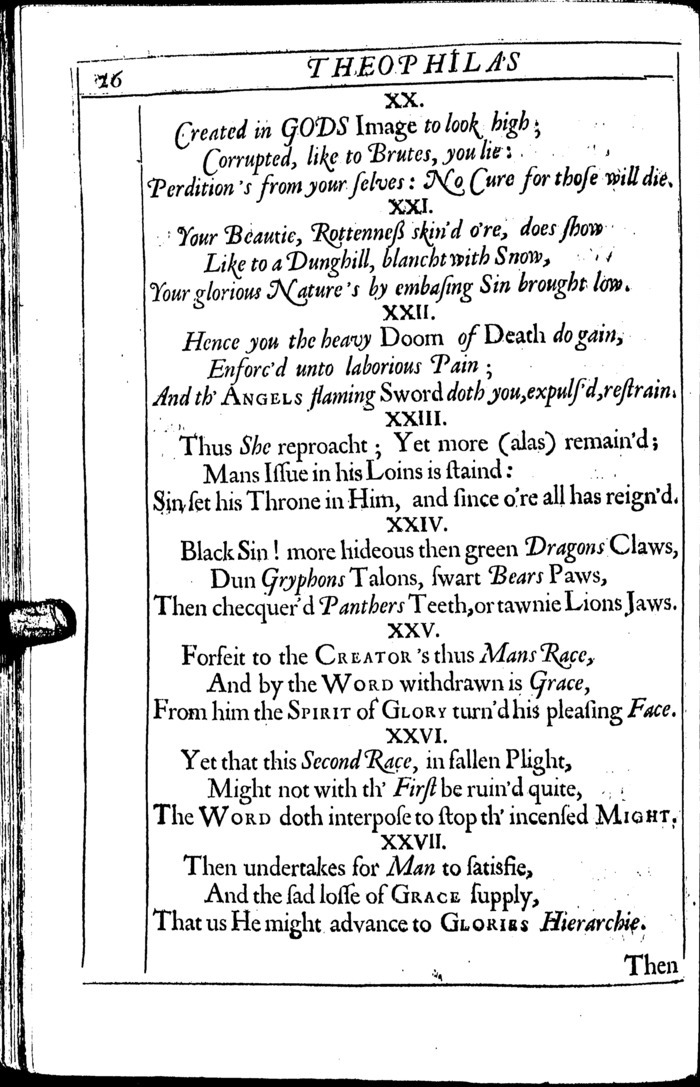 26 THEOPHILAS
XX.
Created in GODS Image to look high;
Corrupted, like to Brutes, you lie:
Perdition's from your ſelves: No Cure for thoſe will die.
XXI.
Your Beautie, Rottenneß skin'd o're, does ſhow
Like to a Dunghill, blancht with Snow,
Your glorious Nature's by embaſing Sin brought low.
XXII.
Hence you the heavy Doom of Death do gain,
Enforc'd unto laborious Pain;
And th' ANGELS flaming Sword doth you, expulſ'd, reſtrain.
XXIII.
Thus She reproacht; Yet more (alas) remain'd;
Mans Iſſue in his Loins is ſtaind:
Sin ſet his Throne in Him, and ſince o're all has reign'd.
XXIV.
Black Sin! more hideous then green Dragons Claws,
Dun Gryphons Talons, ſwart Bears Paws,
Then checquer'd Panthers Teeth, or tawnie Lions Jaws.
XXV.
Forfeit to the CREATOR's thus Mans Race,
And by the WORD withdrawn is Grace,
From him the SPIRIT of GLORY turn'd his pleaſing Face.
XXVI.
Yet that this Second Race, in fallen Plight,
Might not with th' Firſt be ruin'd quite,
The WORD doth interpoſe to ſtop th' incenſed MIGHT.
XXVII.
Then undertakes for Man to ſatisfie,
And the ſad loſſe of GRACE ſupply,
That us He might advance to GLORIES Hierarchie.
Then